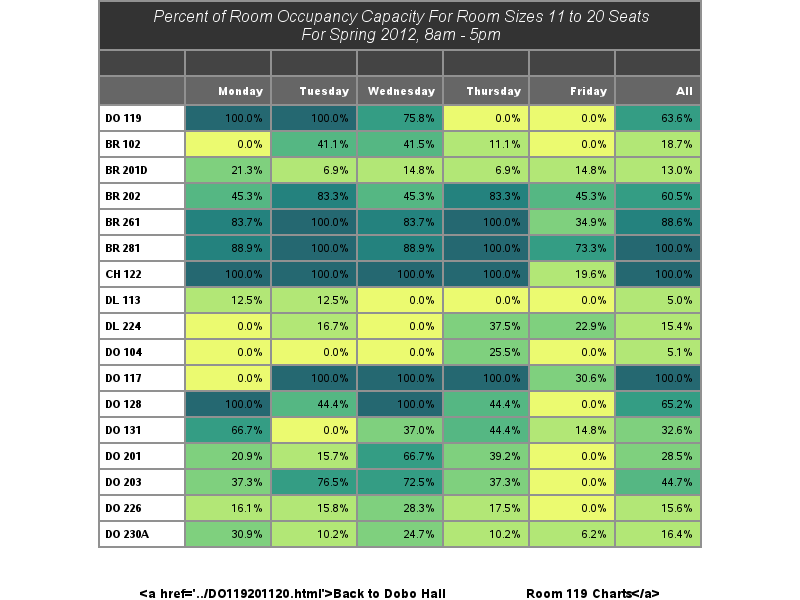 Percent of Room Occupancy Capacity For Room Sizes 11 to 20 Seats
For Spring 2012, 8am - 5pm
Monday Tuesday Wednesday Thursday Friday All
DO 119 100.0% 100.0% 75.8% 0.0% 0.0% 63.6%
BR 102 0.0% 41.1% 41.5% 11.1% 0.0% 18.7%
BR 201D 21.3% 6.9% 14.8% 6.9% 14.8% 13.0%
BR 202 45.3% 83.3% 45.3% 83.3% 45.3% 60.5%
BR 261 83.7% 100.0% 83.7% 100.0% 34.9% 88.6%
BR 281 88.9% 100.0% 88.9% 100.0% 73.3% 100.0%
CH 122 100.0% 100.0% 100.0% 100.0% 19.6% 100.0%
DL 113 12.5% 12.5% 0.0% 0.0% 0.0% 5.0%
DL 224 0.0% 16.7% 0.0% 37.5% 22.9% 15.4%
DO 104 0.0% 0.0% 0.0% 25.5% 0.0% 5.1%
DO 117 0.0% 100.0% 100.0% 100.0% 30.6% 100.0%
DO 128 100.0% 44.4% 100.0% 44.4% 0.0% 65.2%
DO 131 66.7% 0.0% 37.0% 44.4% 14.8% 32.6%
DO 201 20.9% 15.7% 66.7% 39.2% 0.0% 28.5%
DO 203 37.3% 76.5% 72.5% 37.3% 0.0% 44.7%
DO 226 16.1% 15.8% 28.3% 17.5% 0.0% 15.6%
DO 230A 30.9% 10.2% 24.7% 10.2% 6.2% 16.4%
<a href='../DO119201120.html'>Back to Dobo Hall Room 119 Charts</a>